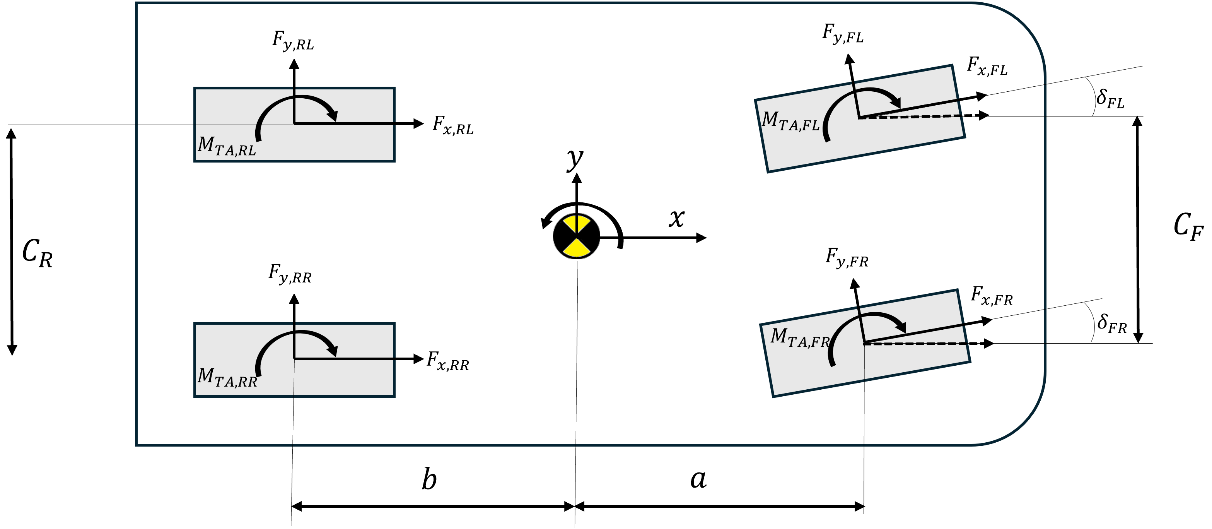 F_{y,RL}
F_{x,RL}
M_{TA,RL}
F_{y,FL}
F_{x,FL}
M_{TA,FL}
δ_{FL}
C_R
y
x
C_F
F_{y,RR}
F_{x,RR}
M_{TA,RR}
F_{y,FR}
F_{x,FR}
M_{TA,FR}
δ_{FR}
b
a